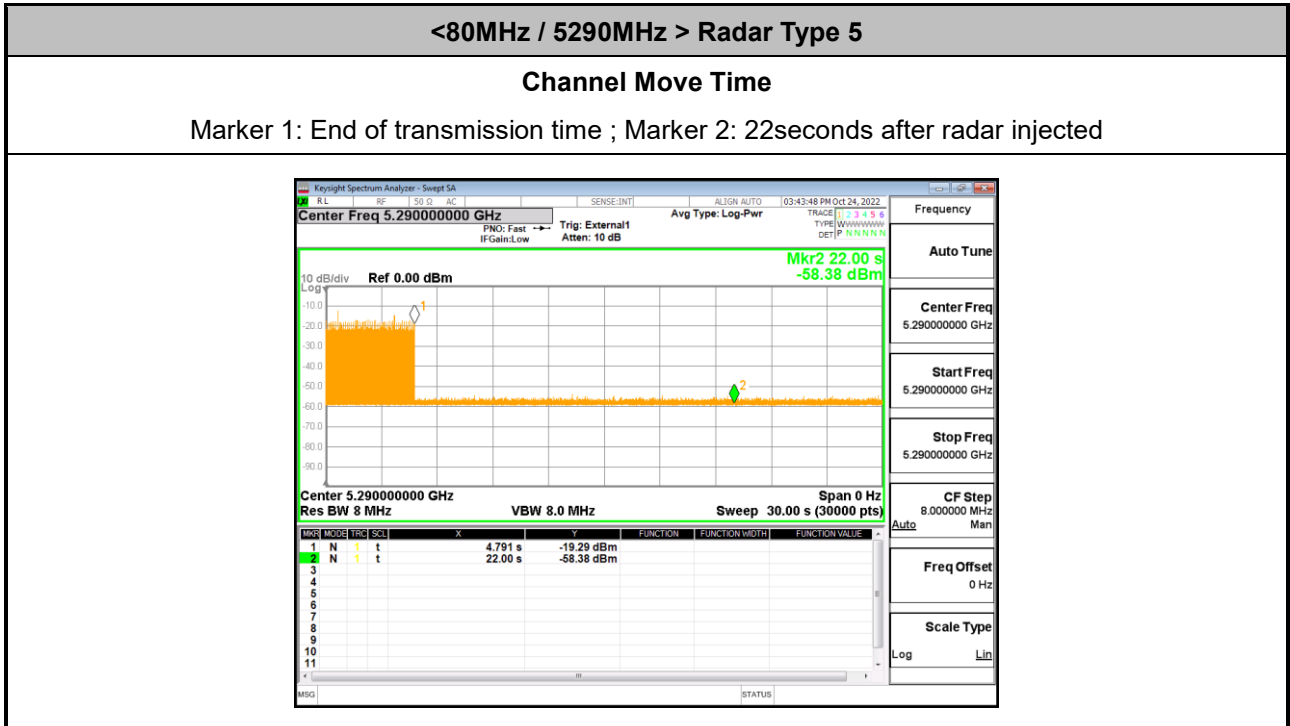 <80MHz / 5290MHz > Radar Type 5
Channel Move Time
Marker 1: End of transmission time ; Marker 2: 22seconds after radar injected
Keysight Spectrum Analyzer - Swept SA
LXI RL RF 50 Ω AC SENSE:INT ALIGN AUTO 03:43:48 PM Oct 24, 2022
Center Freq 5.290000000 GHz
PNO: Fast
IFGain:Low
Trig: External1
Atten: 10 dB
Avg Type: Log-Pwr
TRACE 1 2 3 4 5 6
TYPE WWWWWW
DET P NNNNN
Mkr2 22.00 s
-58.38 dBm
10 dB/div Ref 0.00 dBm
Log
-10.0
-20.0
-30.0
-40.0
-50.0
-60.0
-70.0
-80.0
-90.0
1
2
Center 5.290000000 GHz Span 0 Hz
Res BW 8 MHz VBW 8.0 MHz Sweep 30.00 s (30000 pts)
MKR MODE TRC SCL X Y FUNCTION FUNCTION WIDTH FUNCTION VALUE
1 N 1 t 4.791 s -19.29 dBm
2 N 1 t 22.00 s -58.38 dBm
3
4
5
6
7
8
9
10
11
MSG STATUS
Frequency
Auto Tune
Center Freq
5.290000000 GHz
Start Freq
5.290000000 GHz
Stop Freq
5.290000000 GHz
CF Step
8.000000 MHz
Auto Man
Freq Offset
0 Hz
Scale Type
Log Lin